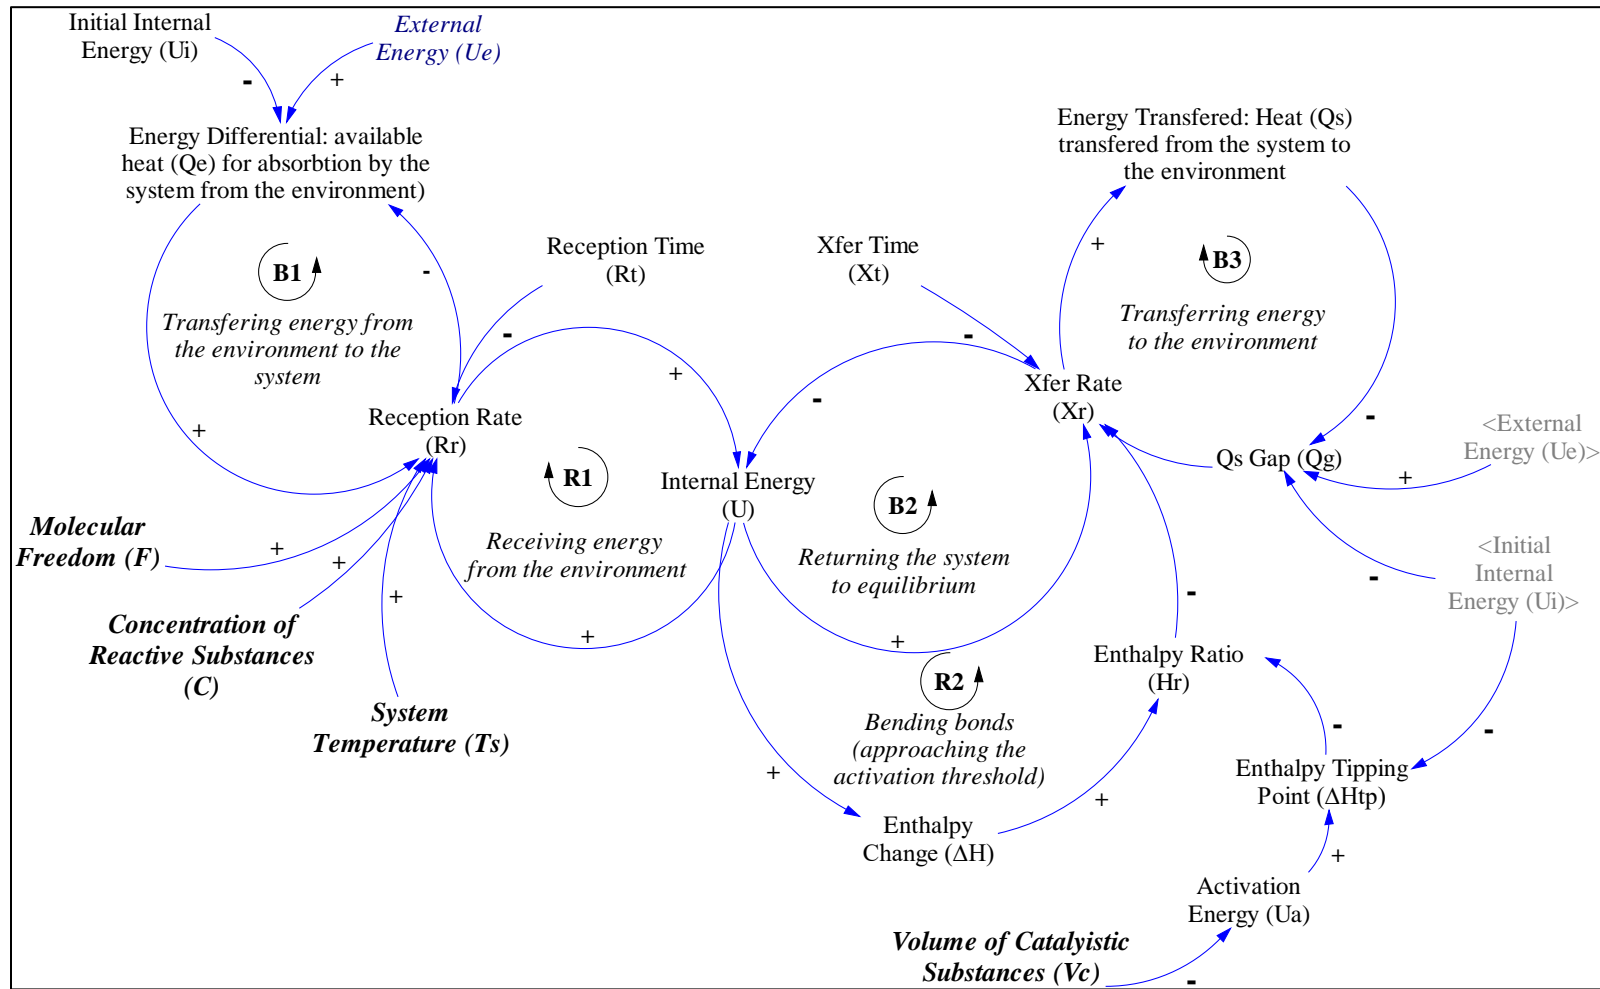 Initial Internal
Energy (Ui)
External
Energy (Ue)
-
+
Energy Differential: available
heat (Qe) for absorbtion by the
system from the environment)
B1
Transfering energy from
the environment to the
system
-
+
Reception Time
(Rt)
-
Xfer Time
(Xt)
-
Energy Transfered: Heat (Qs)
transfered from the system to
the environment
+
B3
Transferring energy
to the environment
-
Reception Rate
(Rr)
+
R1
Receiving energy
from the environment
+
Internal Energy
(U)
-
Xfer Rate
(Xr)
Qs Gap (Qg)
+
<External
Energy (Ue)>
-
<Initial
Internal
Energy (Ui)>
-
B2
Returning the system
to equilibrium
+
Molecular
Freedom (F)
+
Concentration of
Reactive Substances
(C)
+
System
Temperature (Ts)
+
R2
Bending bonds
(approaching the
activation threshold)
+
Enthalpy
Change (ΔH)
+
Enthalpy Ratio
(Hr)
-
-
Enthalpy Tipping
Point (ΔHtp)
+
Activation
Energy (Ua)
Volume of Catalyistic
Substances (Vc)
-